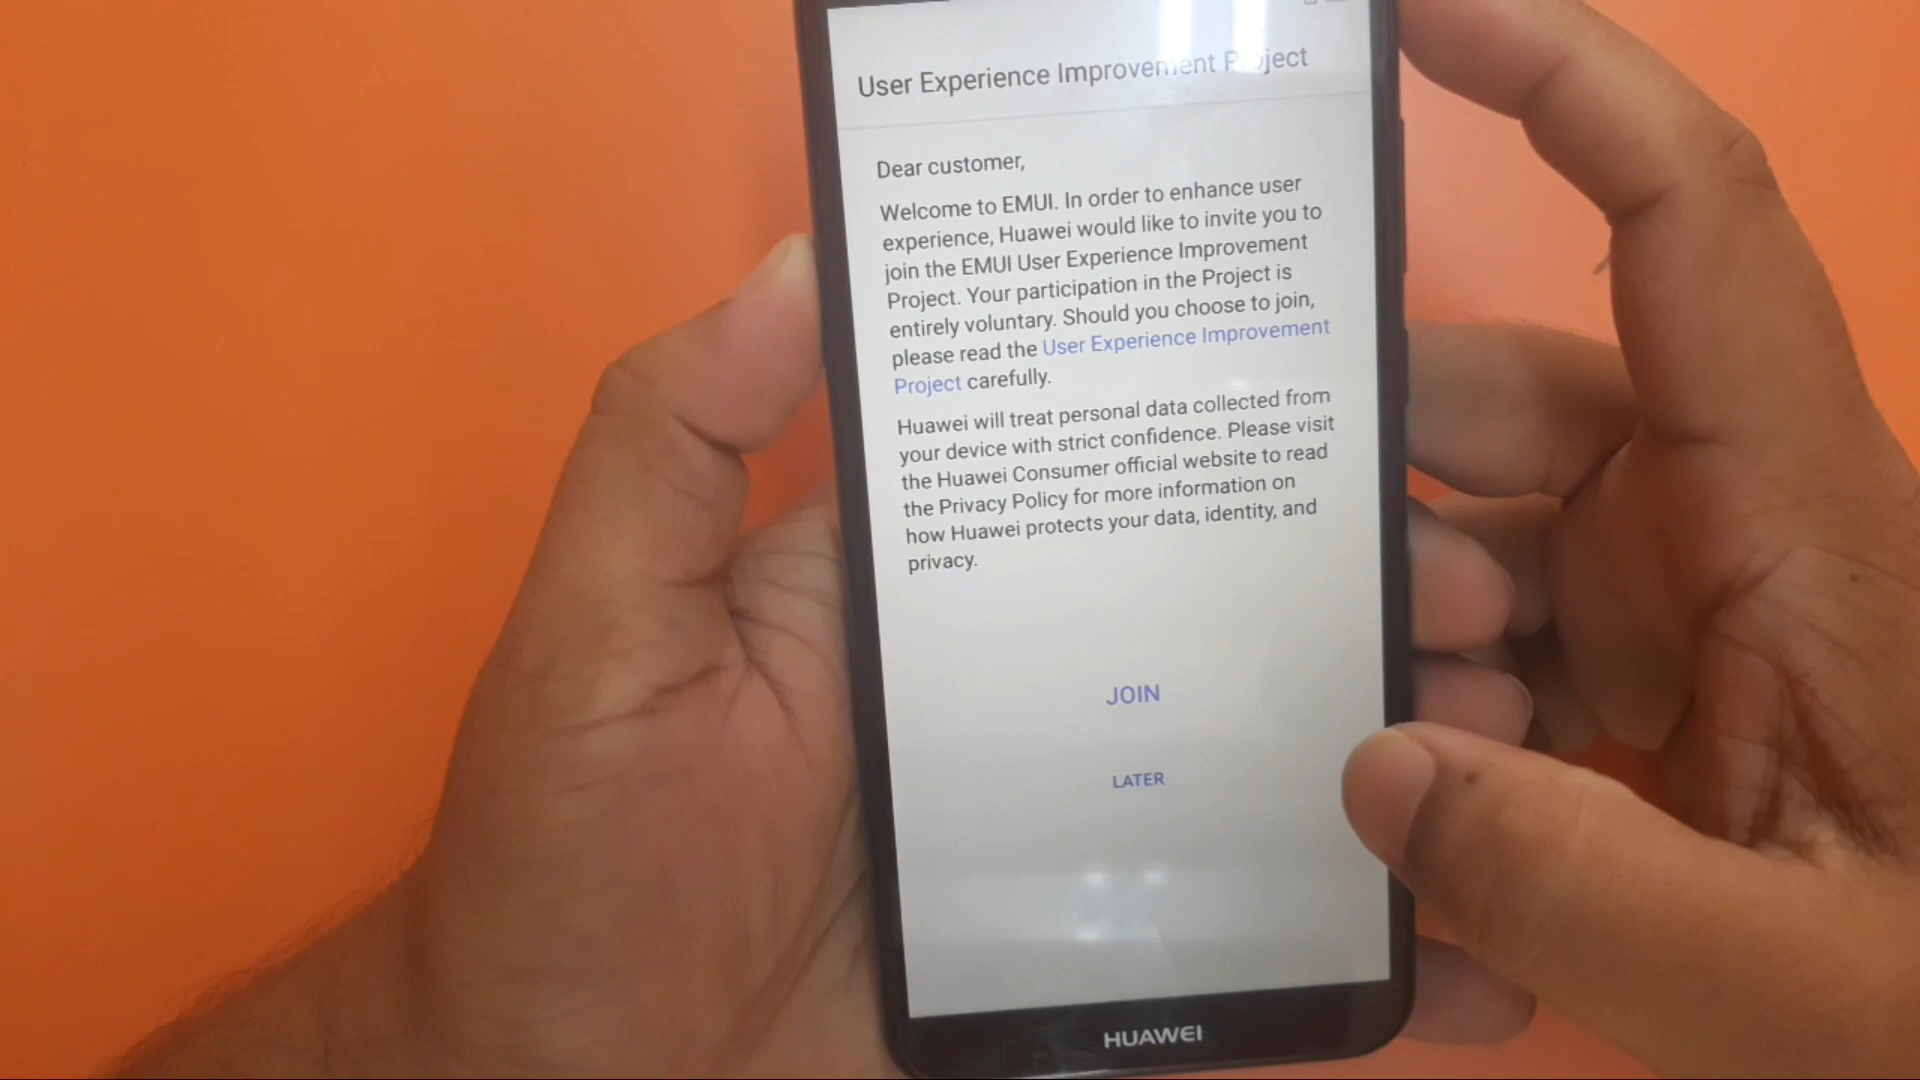 User Experience Improvement Project
Dear customer,
Welcome to EMUI. In order to enhance user
experience, Huawei would like to invite you to
join the EMUI User Experience Improvement
Project. Your participation in the Project is
entirely voluntary. Should you choose to join,
please read the User Experience Improvement
Project carefully.
Huawei will treat personal data collected from
your device with strict confidence. Please visit
the Huawei Consumer official website to read
the Privacy Policy for more information on
how Huawei protects your data, identity, and
privacy.
JOIN
LATER
HUAWEI